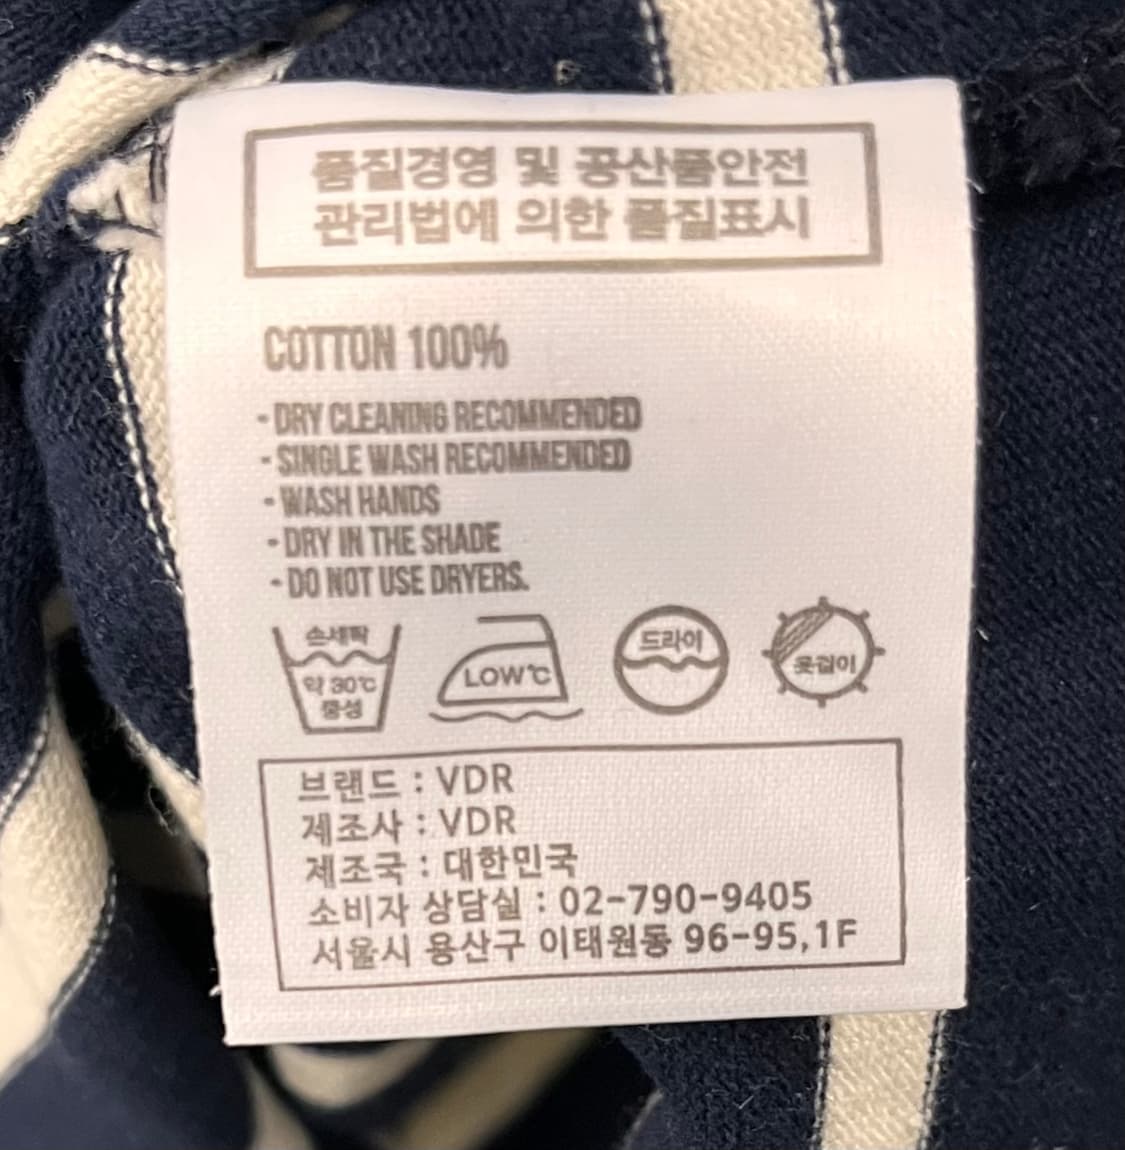 품질경영 및 공산품안전
관리법에 의한 품질표시
COTTON 100%
- DRY CLEANING RECOMMENDED
- SINGLE WASH RECOMMENDED
- WASH HANDS
- DRY IN THE SHADE
- DO NOT USE DRYERS.
손세탁
약 30℃
중성
LOW℃
드라이
옷걸이
브랜드 : VDR
제조사 : VDR
제조국 : 대한민국
소비자 상담실 : 02-790-9405
서울시 용산구 이태원동 96-95,1F